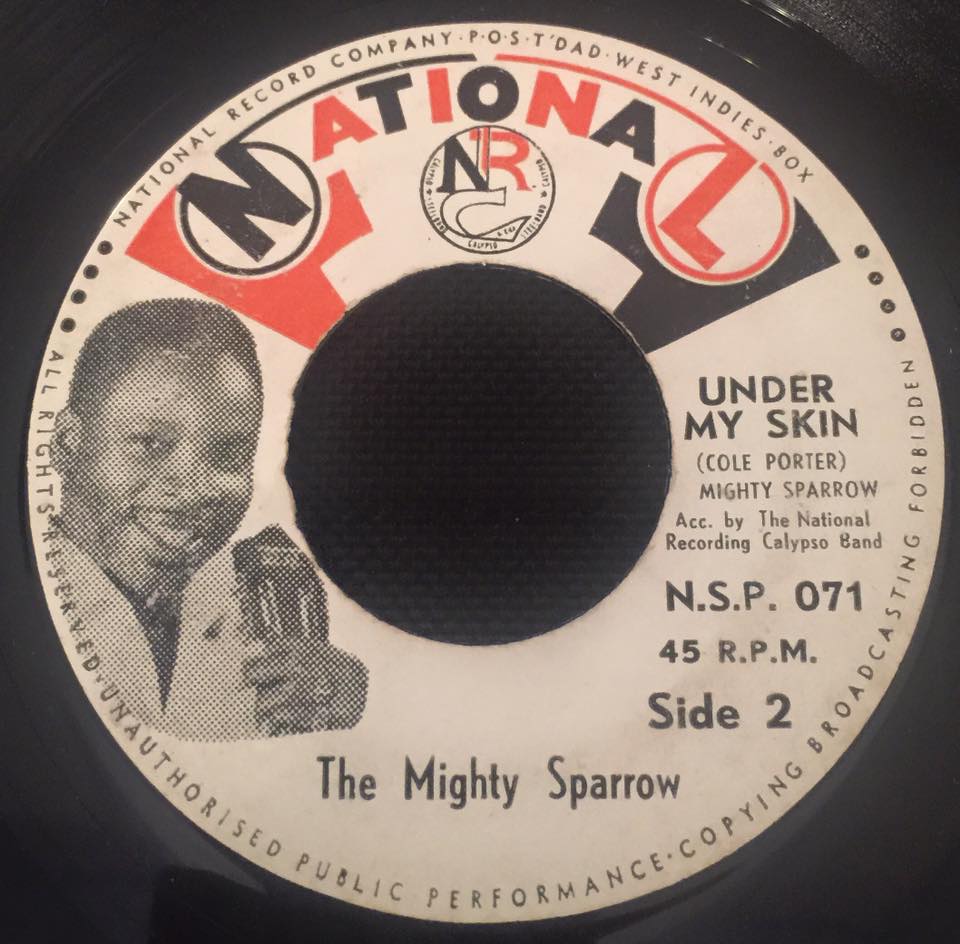 NATIONAL RECORD COMPANY·P·O·S·T'DAD·WEST INDIES·BOX
NATIONAL
NR
CALYPSO
UNDER
MY SKIN
(COLE PORTER)
MIGHTY SPARROW
Acc. by The National
Recording Calypso Band
N.S.P. 071
45 R.P.M.
Side 2
The Mighty Sparrow
ALL RIGHTS RESERVED·UNAUTHORISED PUBLIC PERFORMANCE·COPYING BROADCASTING FORBIDDEN